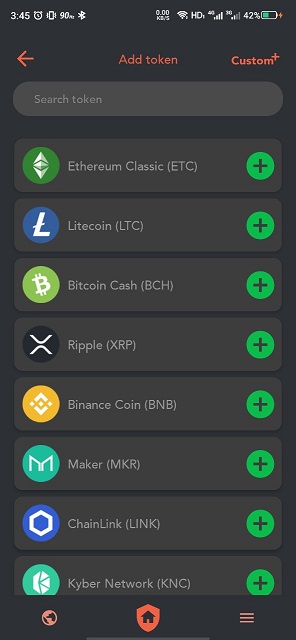 3:45 90Hz 0.00 KB/S HD 4G 3G 42%
Add token
Custom+
Search token
Ethereum Classic (ETC)
Litecoin (LTC)
Bitcoin Cash (BCH)
Ripple (XRP)
Binance Coin (BNB)
Maker (MKR)
ChainLink (LINK)
Kyber Network (KNC)